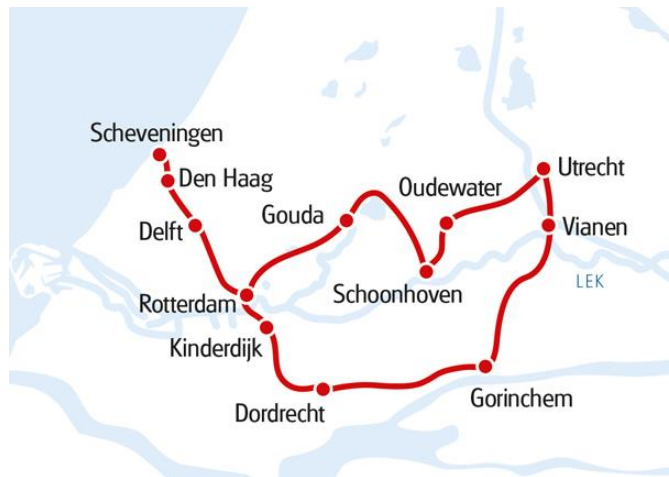 Scheveningen
Den Haag
Utrecht
Oudewater
Gouda
Delft
Vianen
LEK
Schoonhoven
Rotterdam
Kinderdijk
Gorinchem
Dordrecht